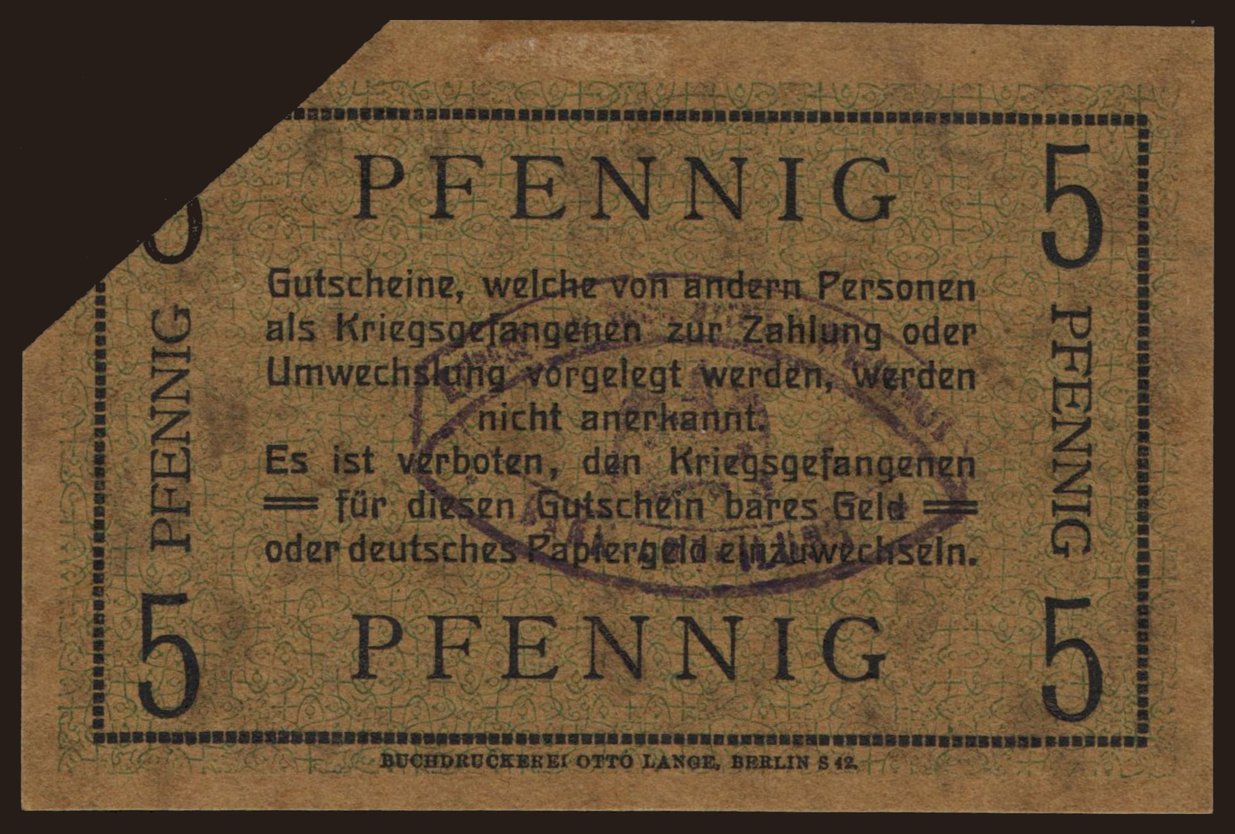 PFENNIG
5
5
PFENNIG
PFENNIG
Gutscheine, welche von andern Personen
als Kriegsgefangenen zur Zahlung oder
Umwechslung vorgelegt werden, werden
nicht anerkannt.
Es ist verboten, den Kriegsgefangenen
für diesen Gutschein bares Geld
oder deutsches Papiergeld einzuwechseln.
5
5
PFENNIG
BUCHDRUCKEREI OTTO LANGE, BERLIN S 42.